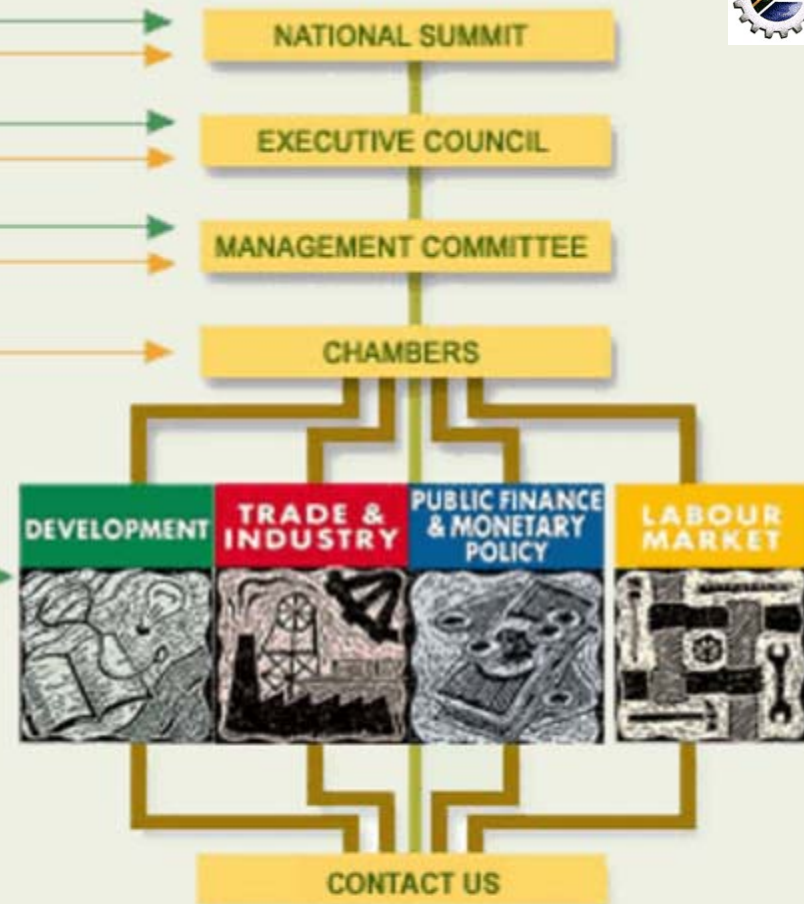 NATIONAL SUMMIT
EXECUTIVE COUNCIL
MANAGEMENT COMMITTEE
CHAMBERS
DEVELOPMENT
TRADE &
INDUSTRY
PUBLIC FINANCE
& MONETARY
POLICY
LABOUR
MARKET
CONTACT US